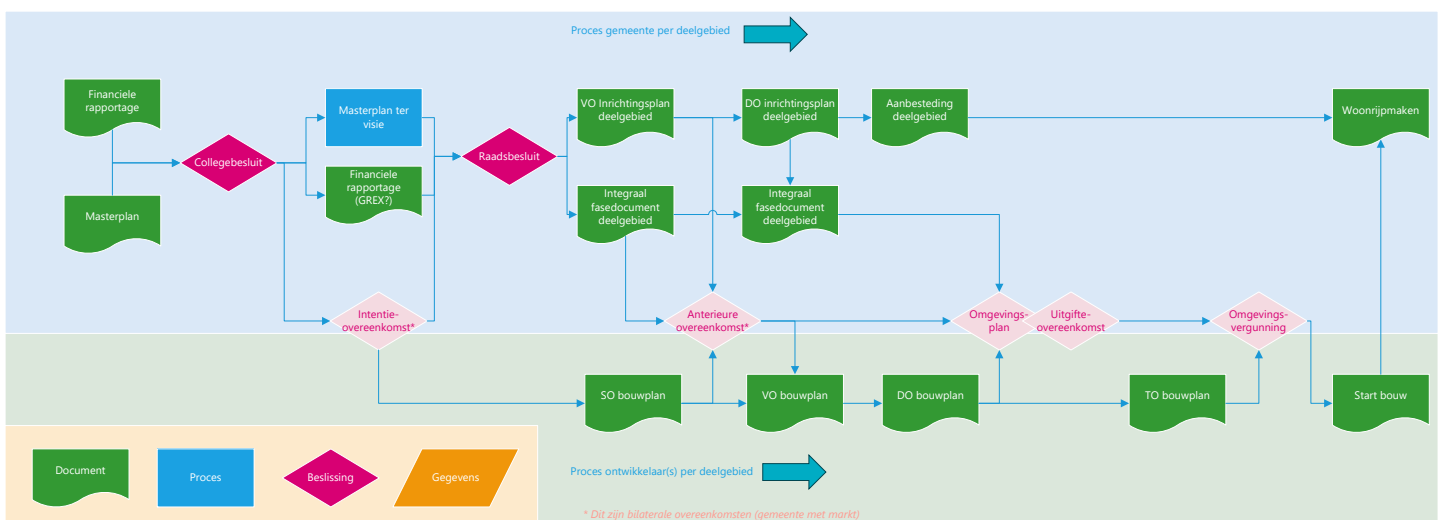 Proces gemeente per deelgebied
Financiele
rapportage
Masterplan
Collegebesluit
Masterplan ter
visie
Financiele
rapportage
(GREX?)
Intentie-
overeenkomst*
Raadsbesluit
VO Inrichtingsplan
deelgebied
DO inrichtingsplan
deelgebied
Aanbesteding
deelgebied
Woonrijpmaken
Integraal
fasedocument
deelgebied
Integraal
fasedocument
deelgebied
Anterieure
overeenkomst*
Omgevings-
plan
Uitgifte-
overeenkomst
Omgevings-
vergunning
SO bouwplan
VO bouwplan
DO bouwplan
TO bouwplan
Start bouw
Document
Proces
Beslissing
Gegevens
Proces ontwikkelaar(s) per deelgebied
* Dit zijn bilaterale overeenkomsten (gemeente met markt)